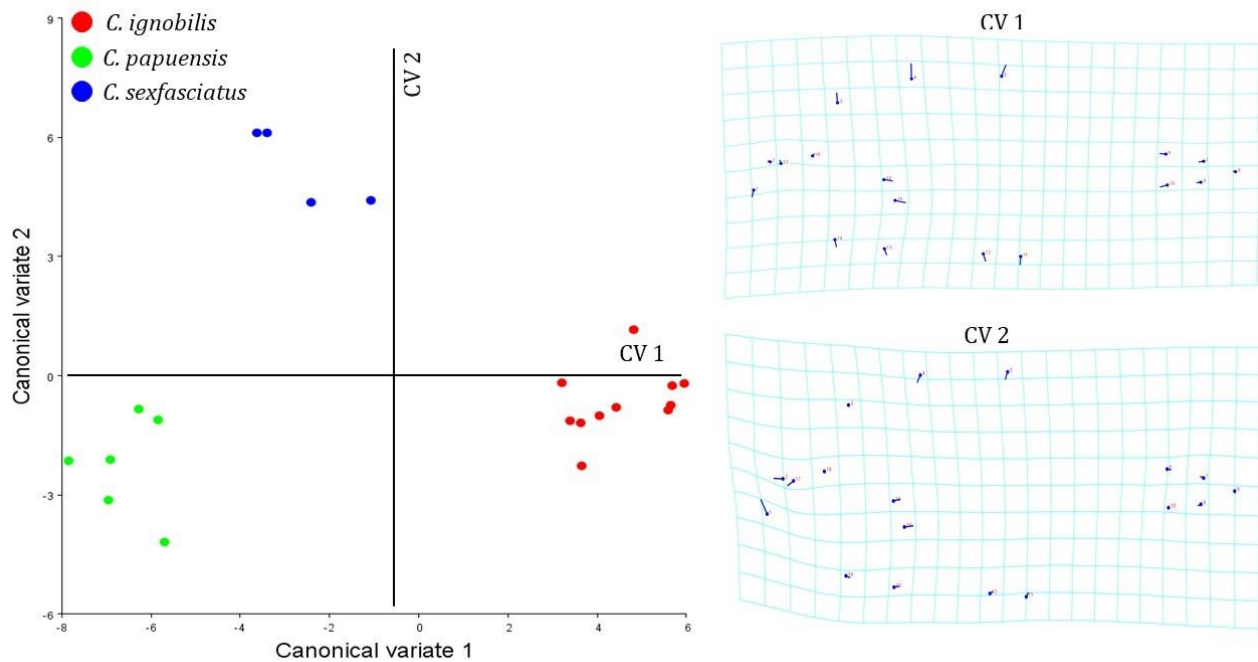 C. ignobilis
C. papuensis
C. sexfasciatus
CV 2
CV 1
Canonical variate 2
9
6
3
0
-3
-6
-8
-6
-4
-2
0
2
4
6
Canonical variate 1
CV 1
CV 2